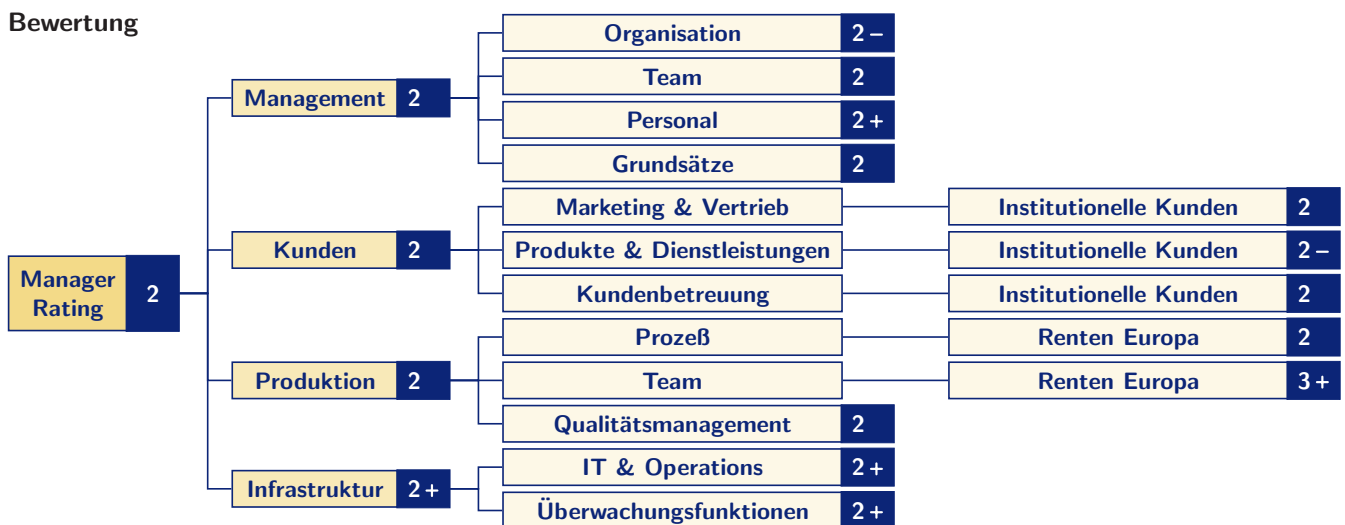 Bewertung
Organisation 2 –
Team 2
Management 2
Personal 2 +
Grundsätze 2
Marketing & Vertrieb Institutionelle Kunden 2
Kunden 2 Produkte & Dienstleistungen Institutionelle Kunden 2 –
Manager
Rating 2
Kundenbetreuung Institutionelle Kunden 2
Prozeß Renten Europa 2
Produktion 2 Team Renten Europa 3 +
Qualitätsmanagement 2
IT & Operations 2 +
Infrastruktur 2 +
Überwachungsfunktionen 2 +